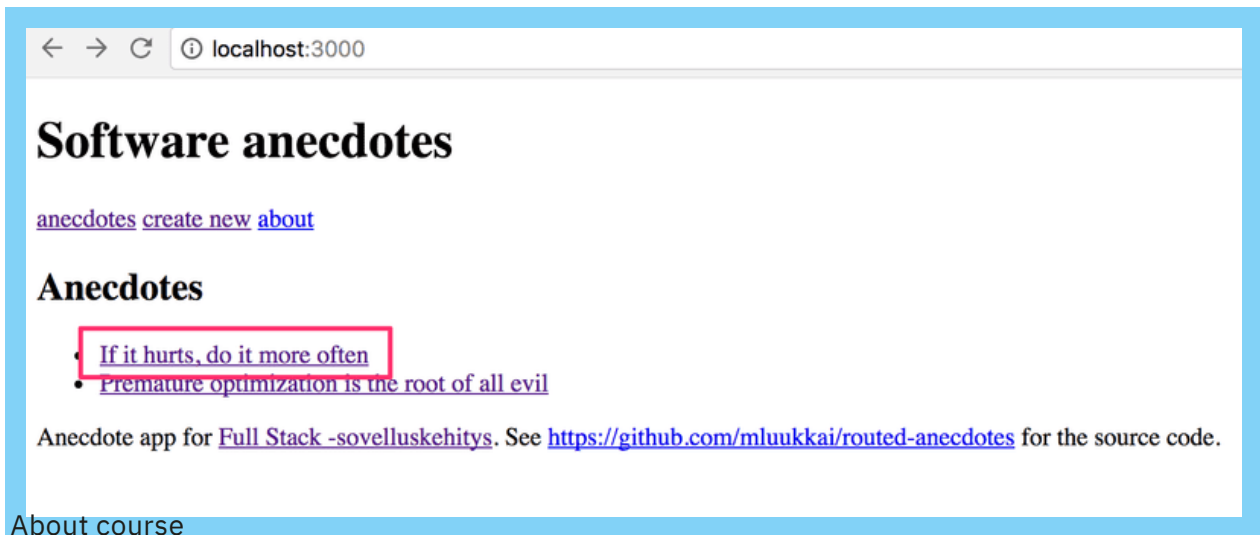 localhost:3000
Software anecdotes
anecdotes create new about
Anecdotes
If it hurts, do it more often
Premature optimization is the root of all evil
Anecdote app for Full Stack -sovelluskehitys. See https://github.com/mluukkai/routed-anecdotes for the source code.
About course